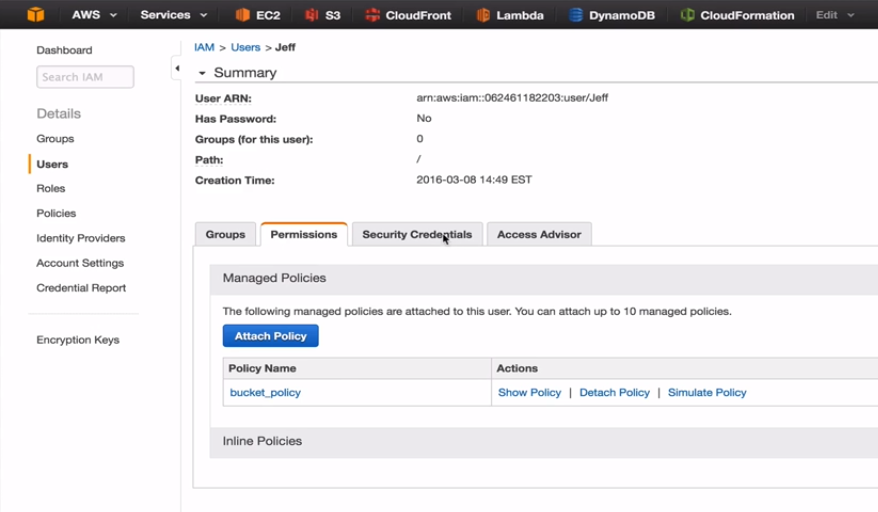 AWS Services EC2 S3 CloudFront Lambda DynamoDB CloudFormation Edit
Dashboard
Search IAM
Details
Groups
Users
Roles
Policies
Identity Providers
Account Settings
Credential Report
Encryption Keys
IAM > Users > Jeff
Summary
User ARN: arn:aws:iam::062461182203:user/Jeff
Has Password: No
Groups (for this user): 0
Path: /
Creation Time: 2016-03-08 14:49 EST
Groups Permissions Security Credentials Access Advisor
Managed Policies
The following managed policies are attached to this user. You can attach up to 10 managed policies.
Attach Policy
Policy Name Actions
bucket_policy Show Policy | Detach Policy | Simulate Policy
Inline Policies